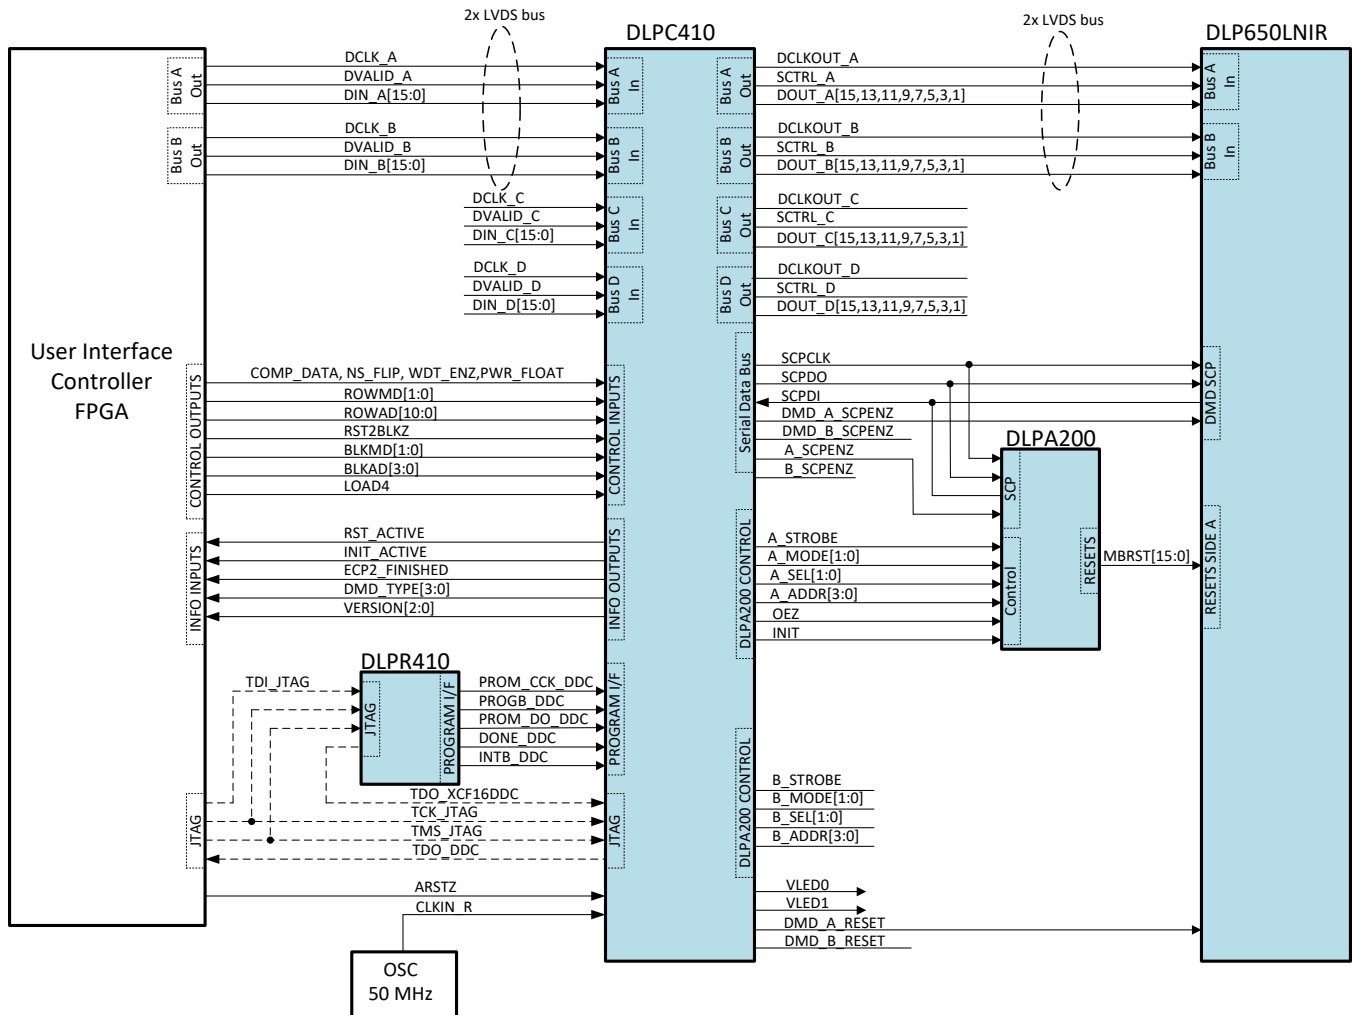 2x LVDS bus
2x LVDS bus
DLPC410
DLP650LNIR
User Interface
Controller
FPGA
Bus A
Out
DCLK_A
DVALID_A
DIN_A[15:0]
Bus A
In
Bus B
Out
DCLK_B
DVALID_B
DIN_B[15:0]
Bus B
In
DCLK_C
DVALID_C
DIN_C[15:0]
Bus C
In
DCLK_D
DVALID_D
DIN_D[15:0]
Bus D
In
Bus A
Out
DCLKOUT_A
SCTRL_A
DOUT_A[15,13,11,9,7,5,3,1]
Bus A
In
Bus B
Out
DCLKOUT_B
SCTRL_B
DOUT_B[15,13,11,9,7,5,3,1]
Bus B
In
Bus C
Out
DCLKOUT_C
SCTRL_C
DOUT_C[15,13,11,9,7,5,3,1]
Bus D
Out
DCLKOUT_D
SCTRL_D
DOUT_D[15,13,11,9,7,5,3,1]
CONTROL OUTPUTS
COMP_DATA, NS_FLIP, WDT_ENZ,PWR_FLOAT
ROWMD[1:0]
ROWAD[10:0]
RST2BLKZ
BLKMD[1:0]
BLKAD[3:0]
LOAD4
CONTROL INPUTS
Serial Data Bus
SCPCLK
SCPDO
SCPDI
DMD_A_SCPENZ
DMD_B_SCPENZ
A_SCPENZ
B_SCPENZ
DMD SCP
DLPA200
SCP
INFO INPUTS
RST_ACTIVE
INIT_ACTIVE
ECP2_FINISHED
DMD_TYPE[3:0]
VERSION[2:0]
INFO OUTPUTS
DLPA200 CONTROL
A_STROBE
A_MODE[1:0]
A_SEL[1:0]
A_ADDR[3:0]
OEZ
INIT
Control
RESETS
MBRST[15:0]
RESETS SIDE A
DLPR410
TDI_JTAG
JTAG
PROGRAM I/F
PROM_CCK_DDC
PROGB_DDC
PROM_DO_DDC
DONE_DDC
INTB_DDC
PROGRAM I/F
JTAG
TDO_XCF16DDC
TCK_JTAG
TMS_JTAG
TDO_DDC
JTAG
DLPA200 CONTROL
B_STROBE
B_MODE[1:0]
B_SEL[1:0]
B_ADDR[3:0]
ARSTZ
CLKIN_R
VLED0
VLED1
DMD_A_RESET
DMD_B_RESET
OSC
50 MHz